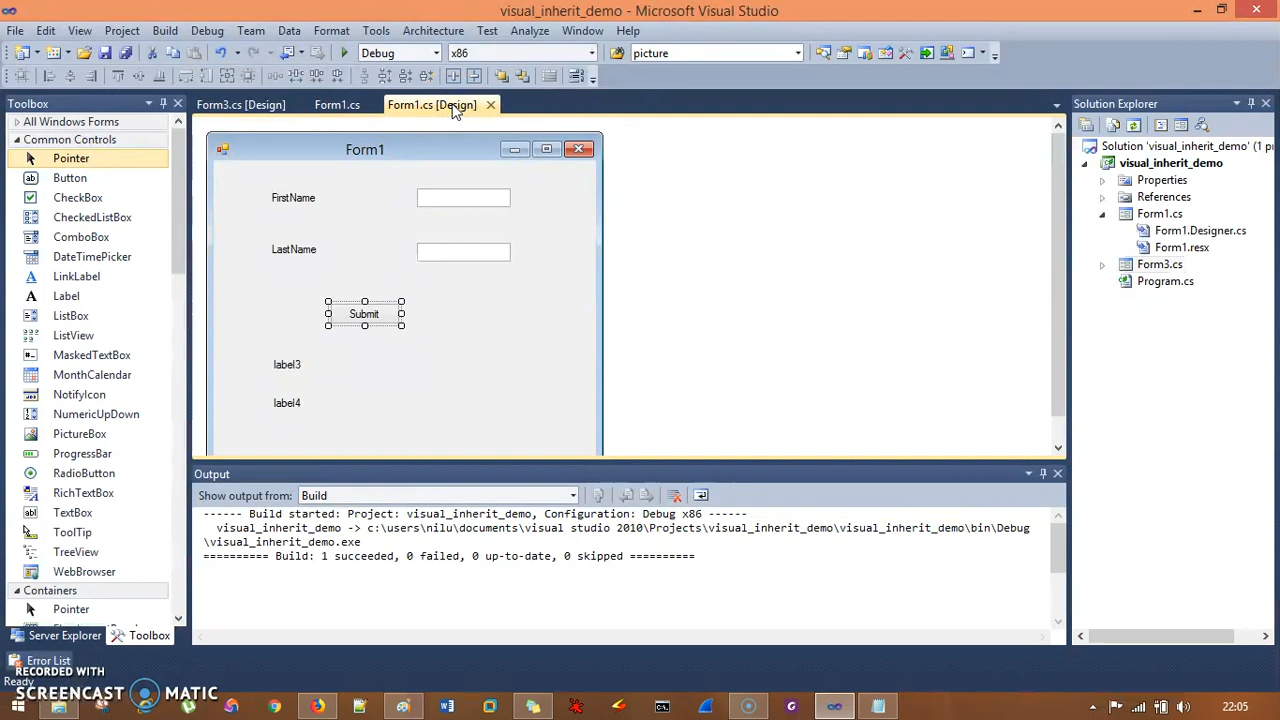 visual_inherit_demo - Microsoft Visual Studio
File Edit View Project Build Debug Team Data Format Tools Architecture Test Analyze Window Help
Debug x86 picture
Toolbox
Form3.cs [Design] Form1.cs Form1.cs [Design]
Solution Explorer
All Windows Forms
Common Controls
Pointer
Button
CheckBox
CheckedListBox
ComboBox
DateTimePicker
LinkLabel
Label
ListBox
ListView
MaskedTextBox
MonthCalendar
NotifyIcon
NumericUpDown
PictureBox
ProgressBar
RadioButton
RichTextBox
TextBox
ToolTip
TreeView
WebBrowser
Containers
Pointer
Server Explorer Toolbox
Form1
FirstName
LastName
Submit
label3
label4
Output
Show output from: Build
------ Build started: Project: visual_inherit_demo, Configuration: Debug x86 ------
visual_inherit_demo -> c:\users\nilu\documents\visual studio 2010\Projects\visual_inherit_demo\visual_inherit_demo\bin\Debug
\visual_inherit_demo.exe
========== Build: 1 succeeded, 0 failed, 0 up-to-date, 0 skipped ==========
Solution 'visual_inherit_demo' (1 p
visual_inherit_demo
Properties
References
Form1.cs
Form1.Designer.cs
Form1.resx
Form3.cs
Program.cs
Error List
Ready
RECORDED WITH
SCREENCAST MATIC
22:05